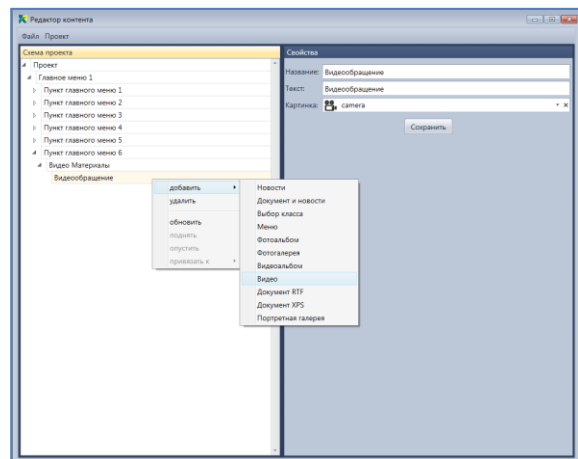 Редактор контента
Файл Проект
Схема проекта
Проект
Главное меню 1
Пункт главного меню 1
Пункт главного меню 2
Пункт главного меню 3
Пункт главного меню 4
Пункт главного меню 5
Пункт главного меню 6
Видео Материалы
Видеообращение
добавить
удалить
обновить
поднять
опустить
привязать к
Новости
Документ и новости
Выбор класса
Меню
Фотоальбом
Фотогалерея
Видеоальбом
Видео
Документ RTF
Документ XPS
Портретная галерея
Свойства
Название: Видеообращение
Текст: Видеообращение
Картинка: camera
Сохранить